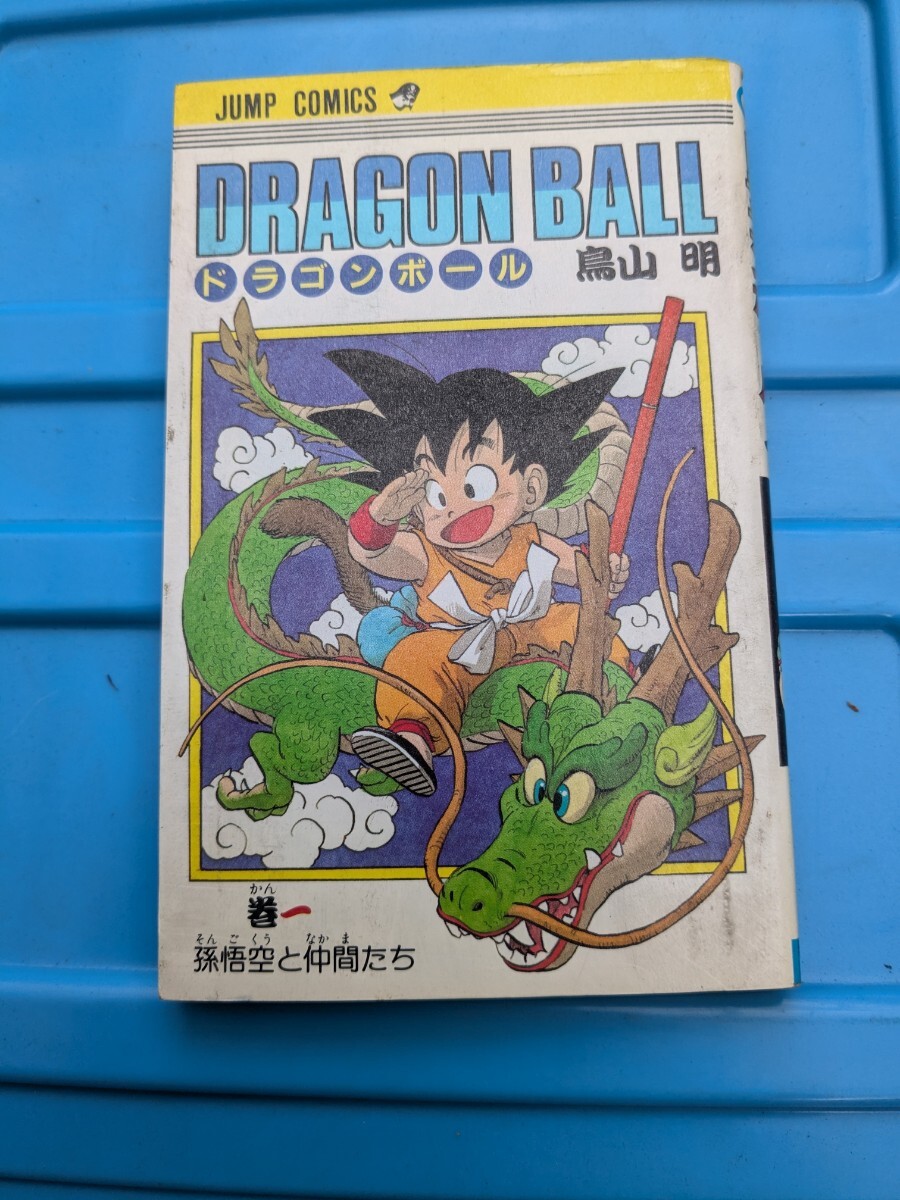 JUMP COMICS
DRAGON BALL
ドラゴンボール
鳥山 明
かん
巻一
そんごくう なかま
孫悟空と仲間たち